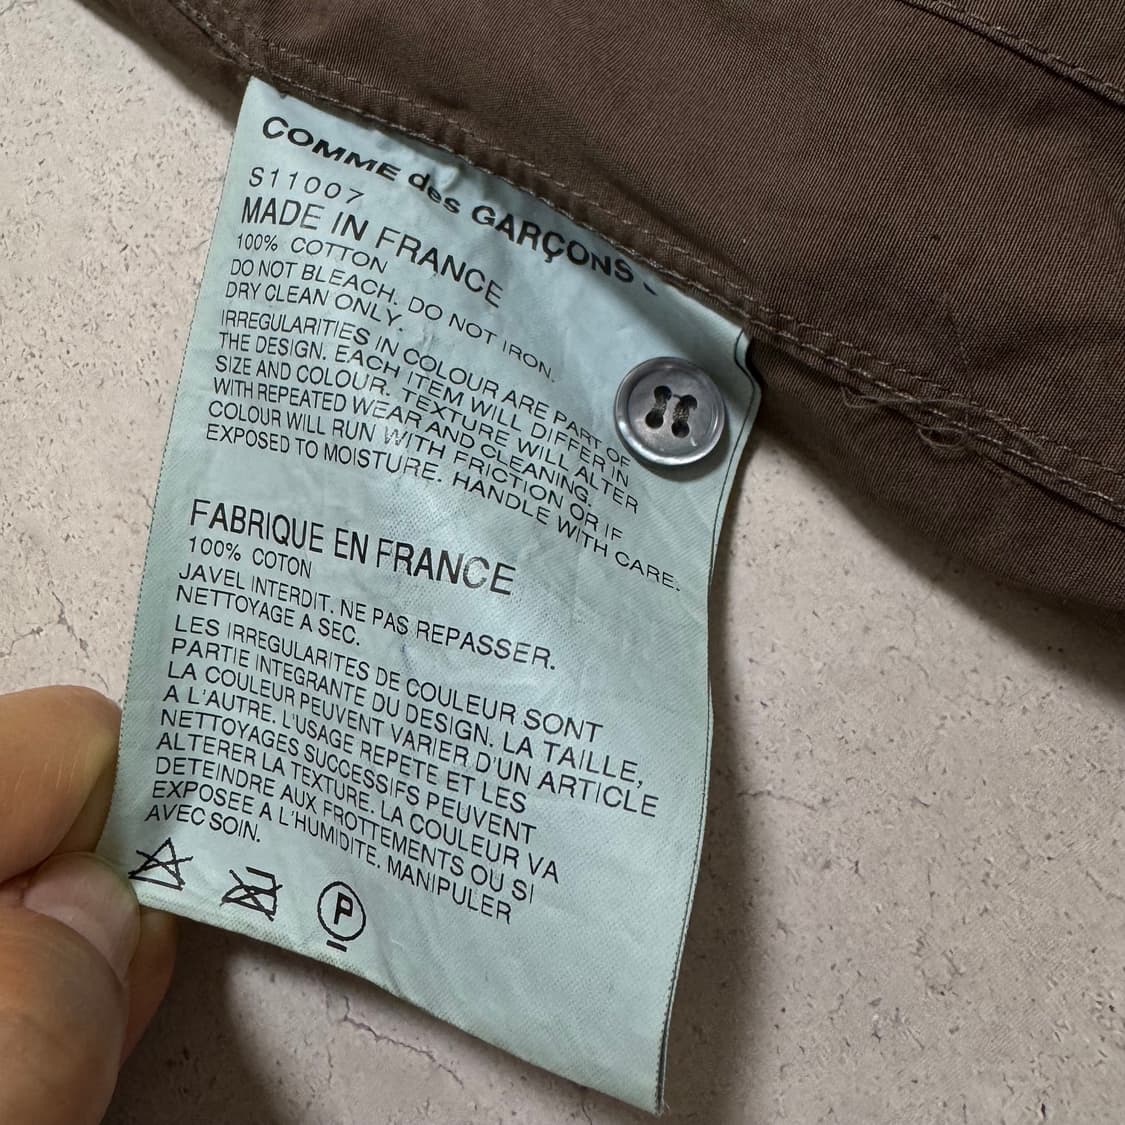 COMME des GARÇONS
S11007
MADE IN FRANCE
100% COTTON
DO NOT BLEACH. DO NOT IRON.
DRY CLEAN ONLY.
IRREGULARITIES IN COLOUR ARE PART OF
THE DESIGN. EACH ITEM WILL DIFFER IN
SIZE AND COLOUR. TEXTURE WILL ALTER
WITH REPEATED WEAR AND CLEANING.
COLOUR WILL RUN WITH FRICTION OR IF
EXPOSED TO MOISTURE. HANDLE WITH CARE.
FABRIQUE EN FRANCE
100% COTON
JAVEL INTERDIT. NE PAS REPASSER.
NETTOYAGE A SEC.
LES IRREGULARITES DE COULEUR SONT
PARTIE INTEGRANTE DU DESIGN. LA TAILLE,
LA COULEUR PEUVENT VARIER D'UN ARTICLE
A L'AUTRE. L'USAGE REPETE ET LES
NETTOYAGES SUCCESSIFS PEUVENT
ALTERER LA TEXTURE. LA COULEUR VA
DETEINDRE AUX FROTTEMENTS OU SI
EXPOSEE A L'HUMIDITE. MANIPULER
AVEC SOIN.
P